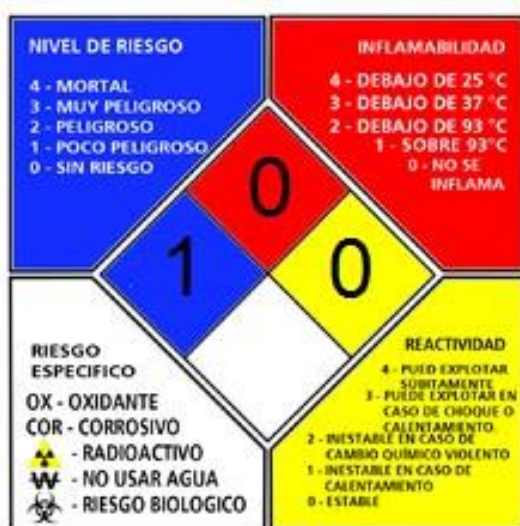 NIVEL DE RIESGO
4 - MORTAL
3 - MUY PELIGROSO
2 - PELIGROSO
1 - POCO PELIGROSO
0 - SIN RIESGO
INFLAMABILIDAD
4 - DEBAJO DE 25 °C
3 - DEBAJO DE 37 °C
2 - DEBAJO DE 93 °C
1 - SOBRE 93°C
0 - NO SE
INFLAMA
0
1
0
RIESGO
ESPECIFICO
OX - OXIDANTE
COR - CORROSIVO
- RADIOACTIVO
W - NO USAR AGUA
- RIESGO BIOLOGICO
REACTIVIDAD
4 - PUED EXPLOTAR
SÚBITAMENTE
3 - PUEDE EXPLOTAR EN
CASO DE CHOQUE O
CALENTAMIENTO.
2 - INESTABLE EN CASO DE
CAMBIO QUÍMICO VIOLENTO
1 - INESTABLE EN CASO DE
CALENTAMIENTO
0 - ESTABLE